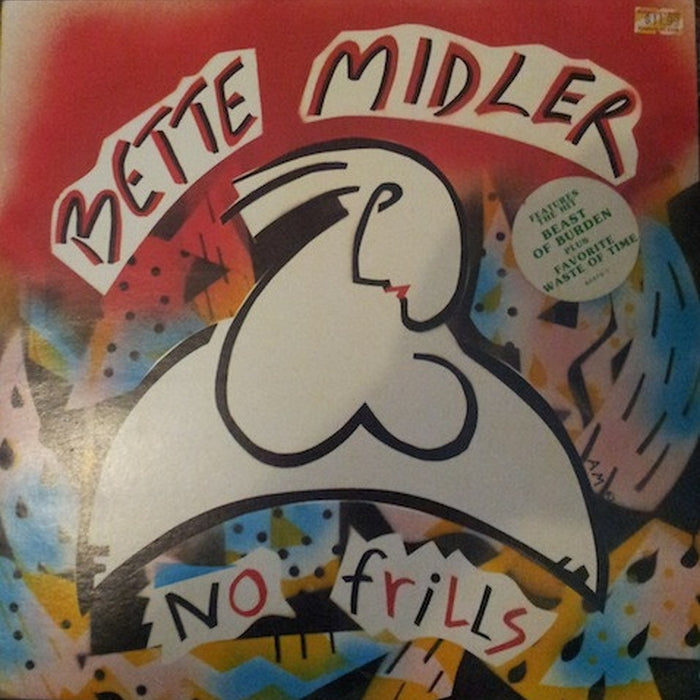 BETTE MIDLER
FEATURES
THE HIT
BEAST
OF BURDEN
PLUS
FAVORITE
WASTE OF TIME
NO frills